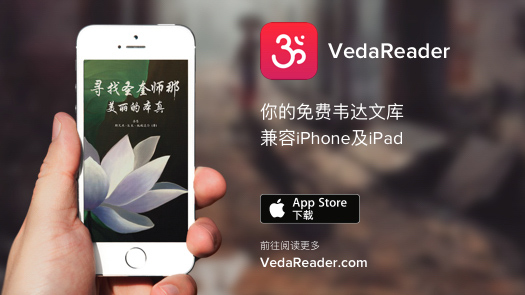 寻找圣奎师那
美丽的本真
VedaReader
你的免费韦达文库
兼容iPhone及iPad
App Store
下载
前往阅读更多
VedaReader.com